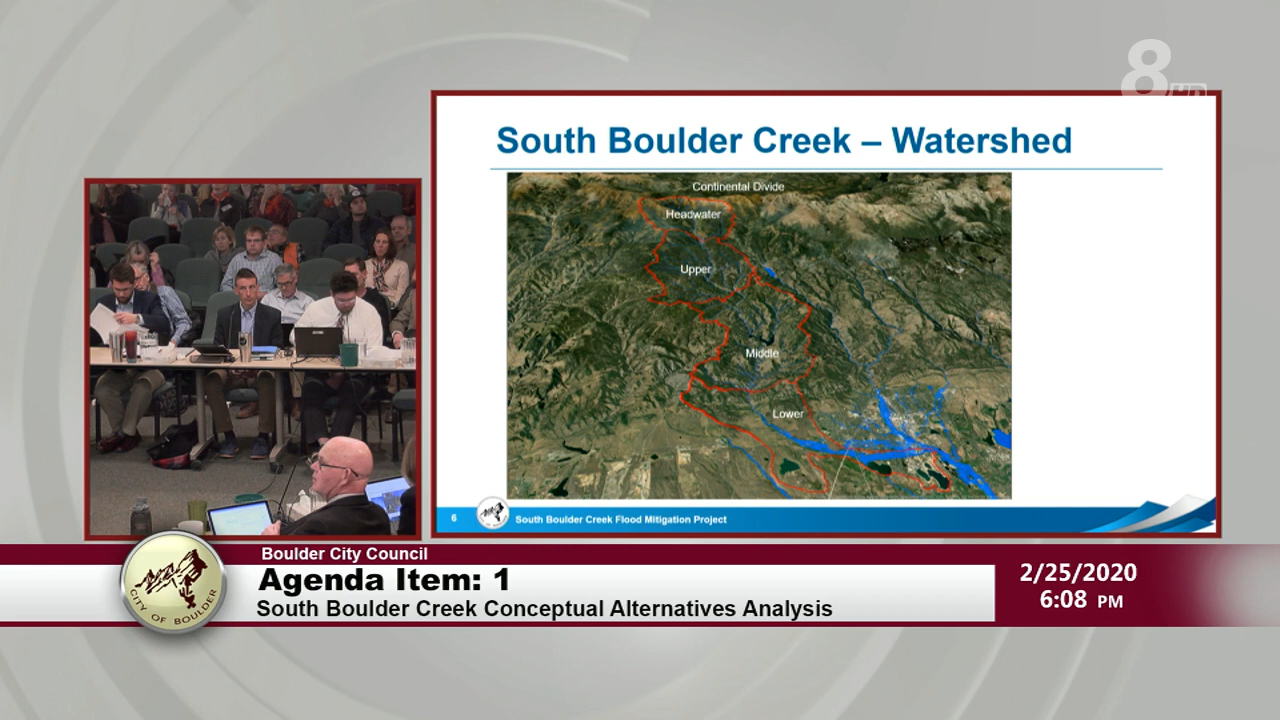 8HD
South Boulder Creek – Watershed
Continental Divide
Headwater
Upper
Middle
Lower
6
South Boulder Creek Flood Mitigation Project
Boulder City Council
Agenda Item: 1
South Boulder Creek Conceptual Alternatives Analysis
CITY OF BOULDER
2/25/2020
6:08 PM